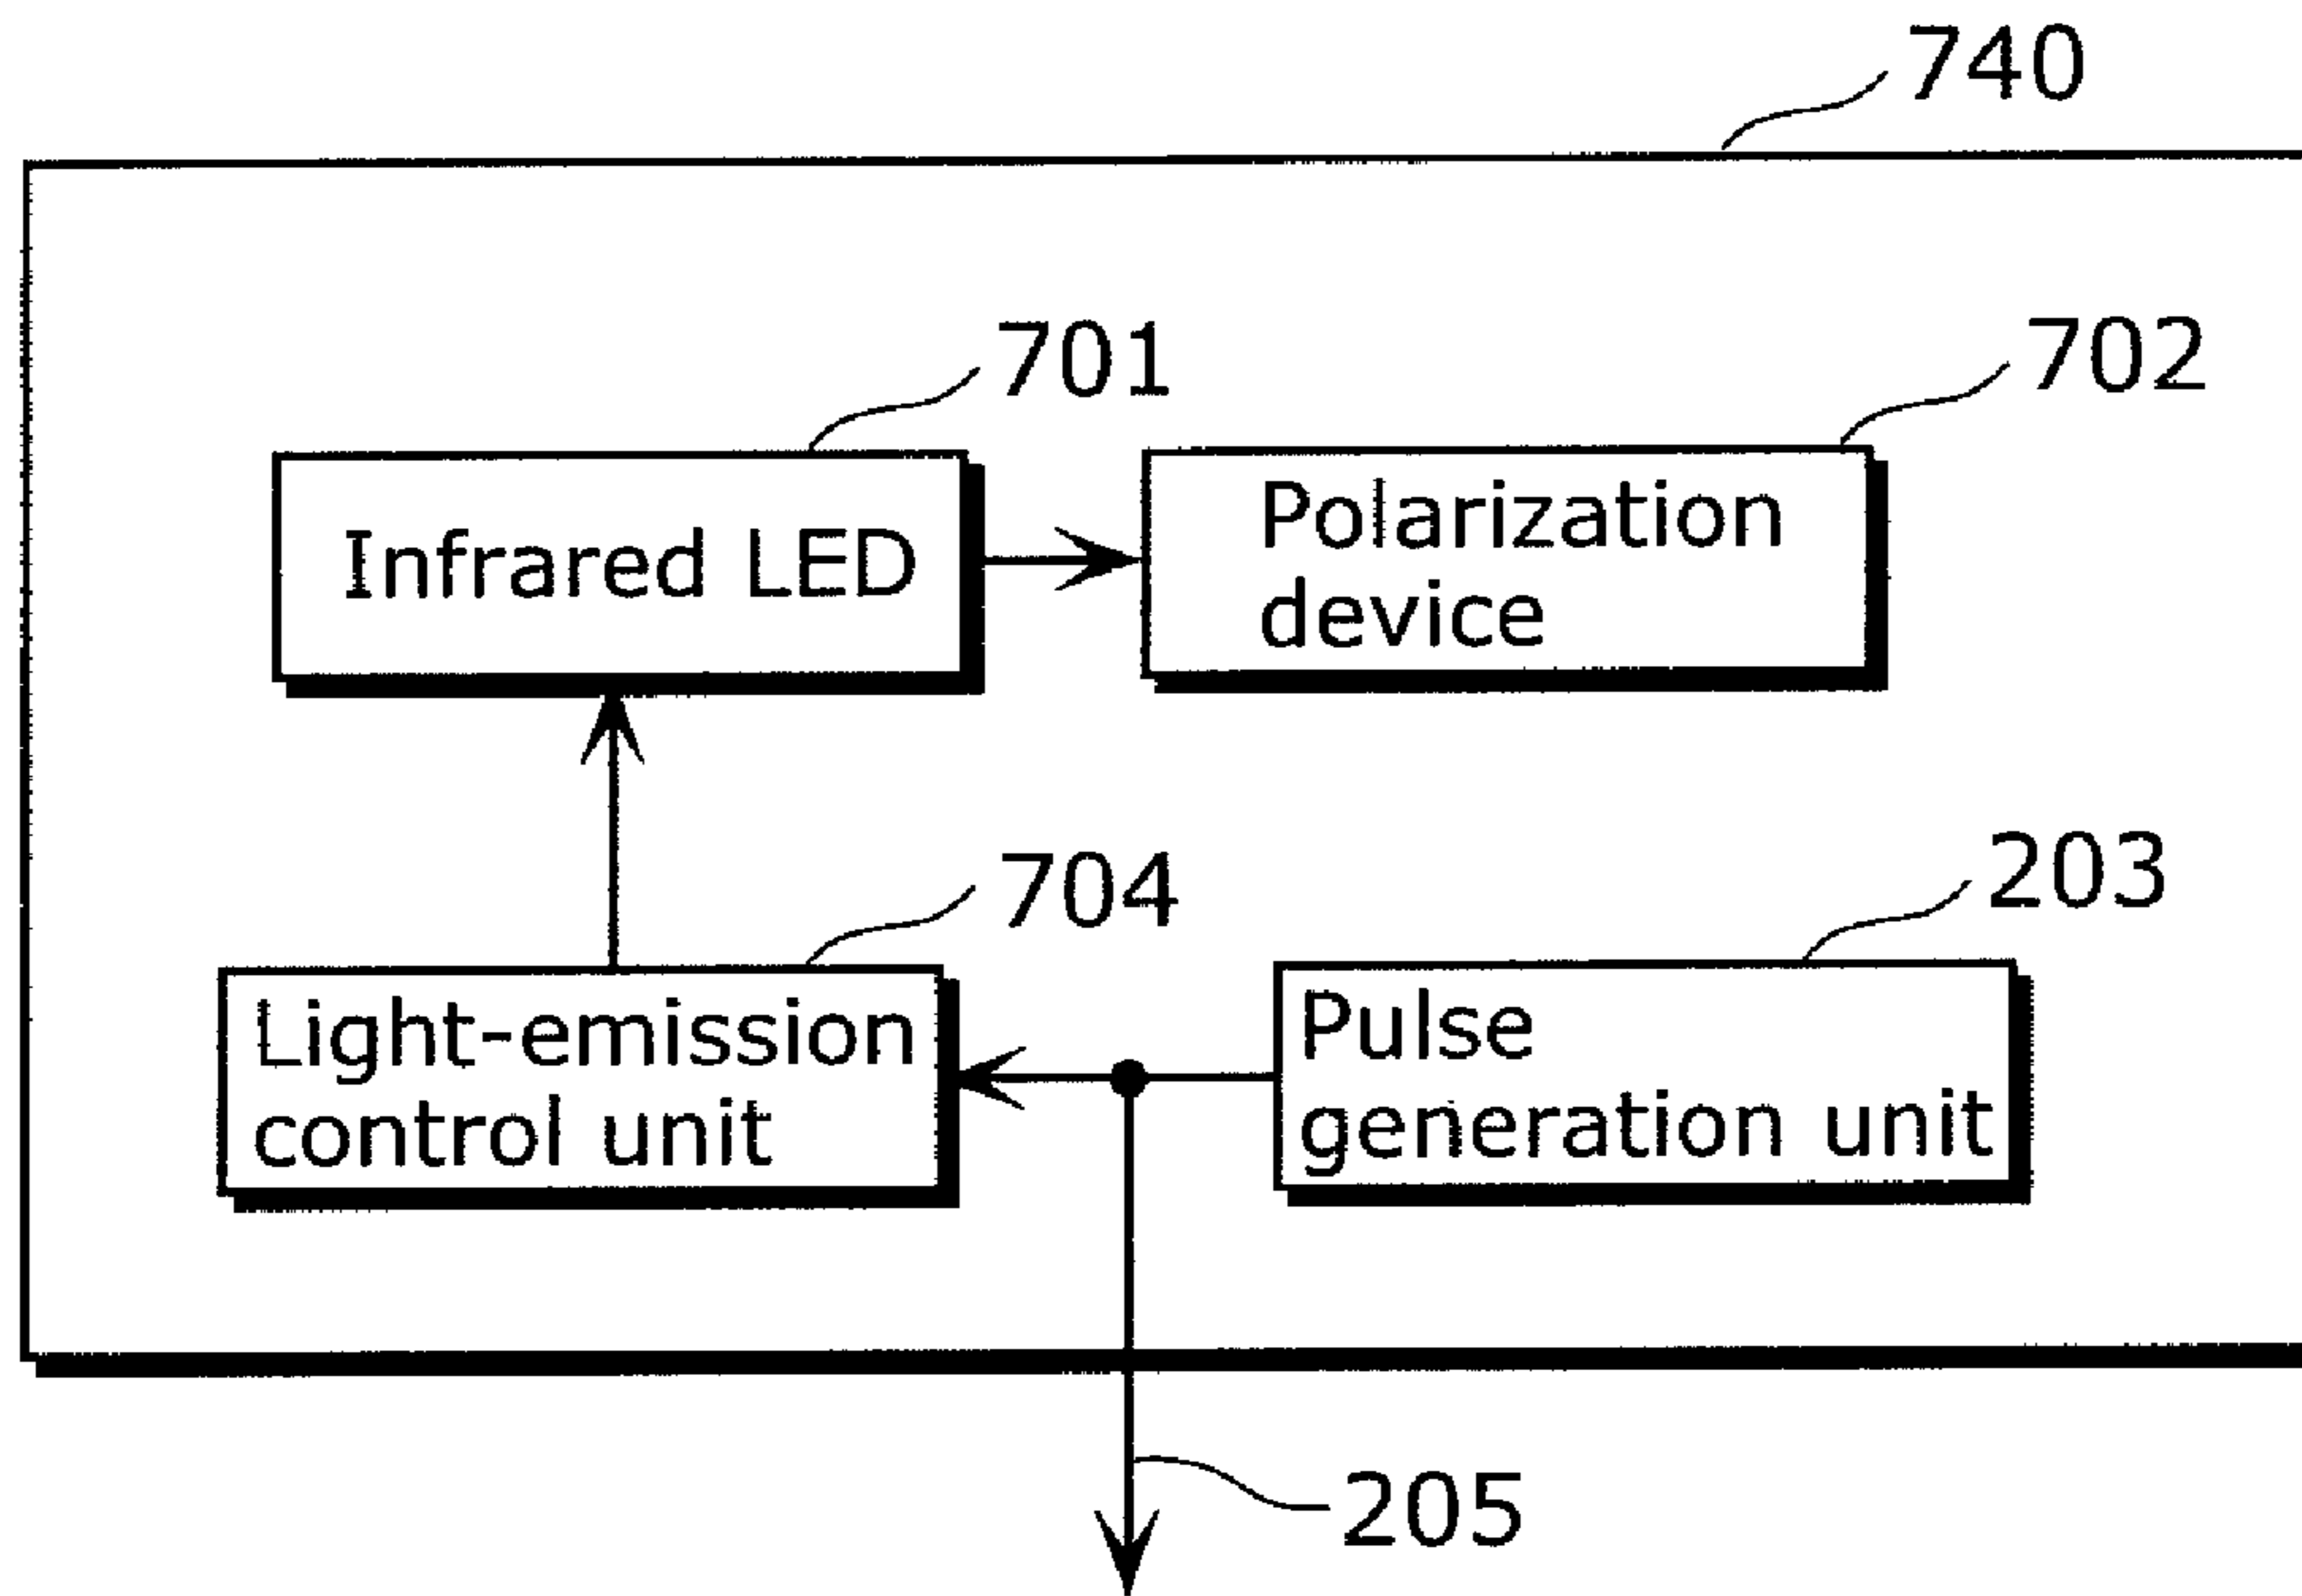 740
701
702
Infrared LED
Polarization
device
704
203
Light-emission
control unit
Pulse
generation unit
205